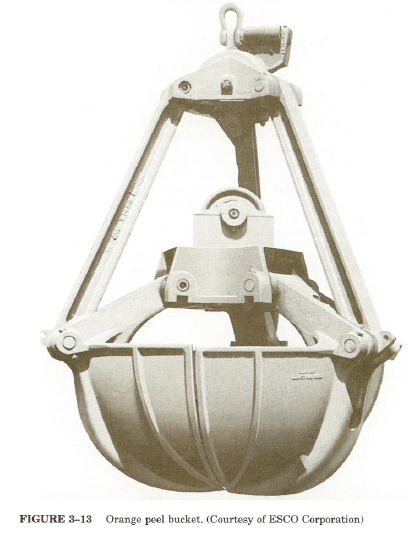 FIGURE 3–13 Orange peel bucket. (Courtesy of ESCO Corporation)